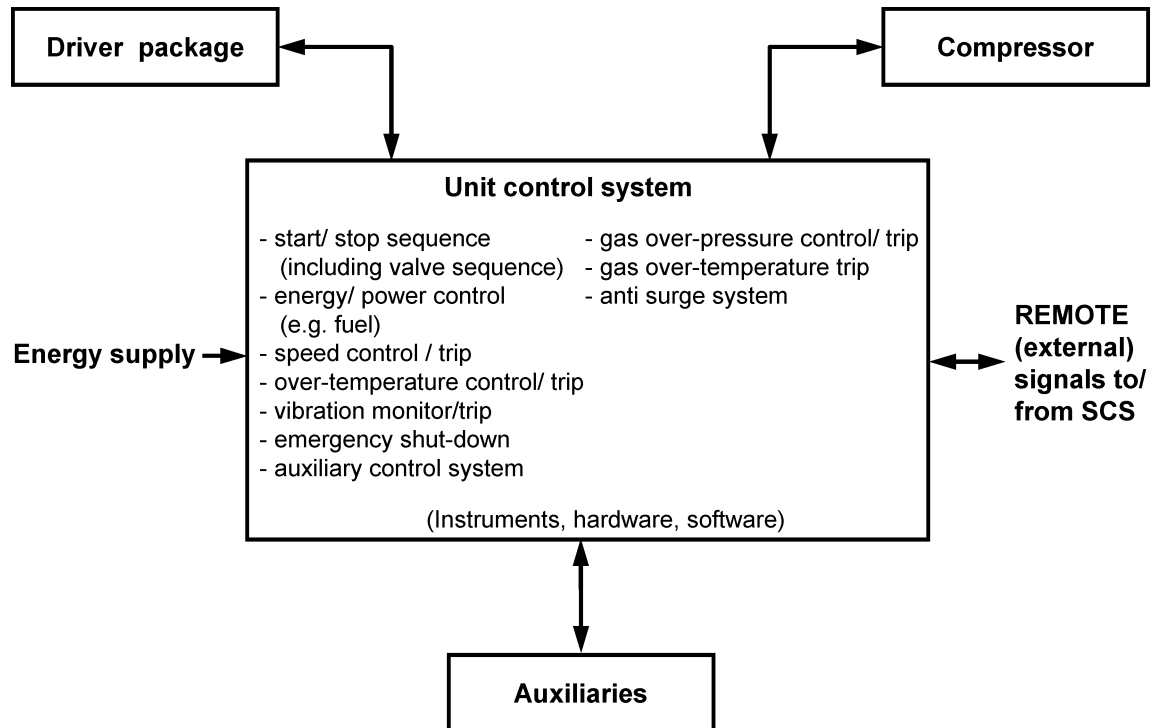 Driver package
Compressor
Unit control system
- start/ stop sequence
(including valve sequence)
- energy/ power control
(e.g. fuel)
- speed control / trip
- over-temperature control/ trip
- vibration monitor/trip
- emergency shut-down
- auxiliary control system
- gas over-pressure control/ trip
- gas over-temperature trip
- anti surge system
(Instruments, hardware, software)
Energy supply
REMOTE
(external)
signals to/
from SCS
Auxiliaries